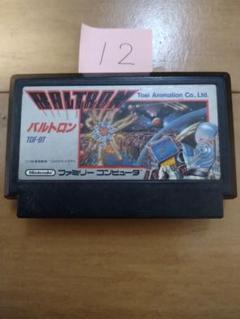 12
BALTRON
Toei Animation Co., Ltd.
バルトロン
TDF-BT
Nintendo
ファミリー コンピュータ